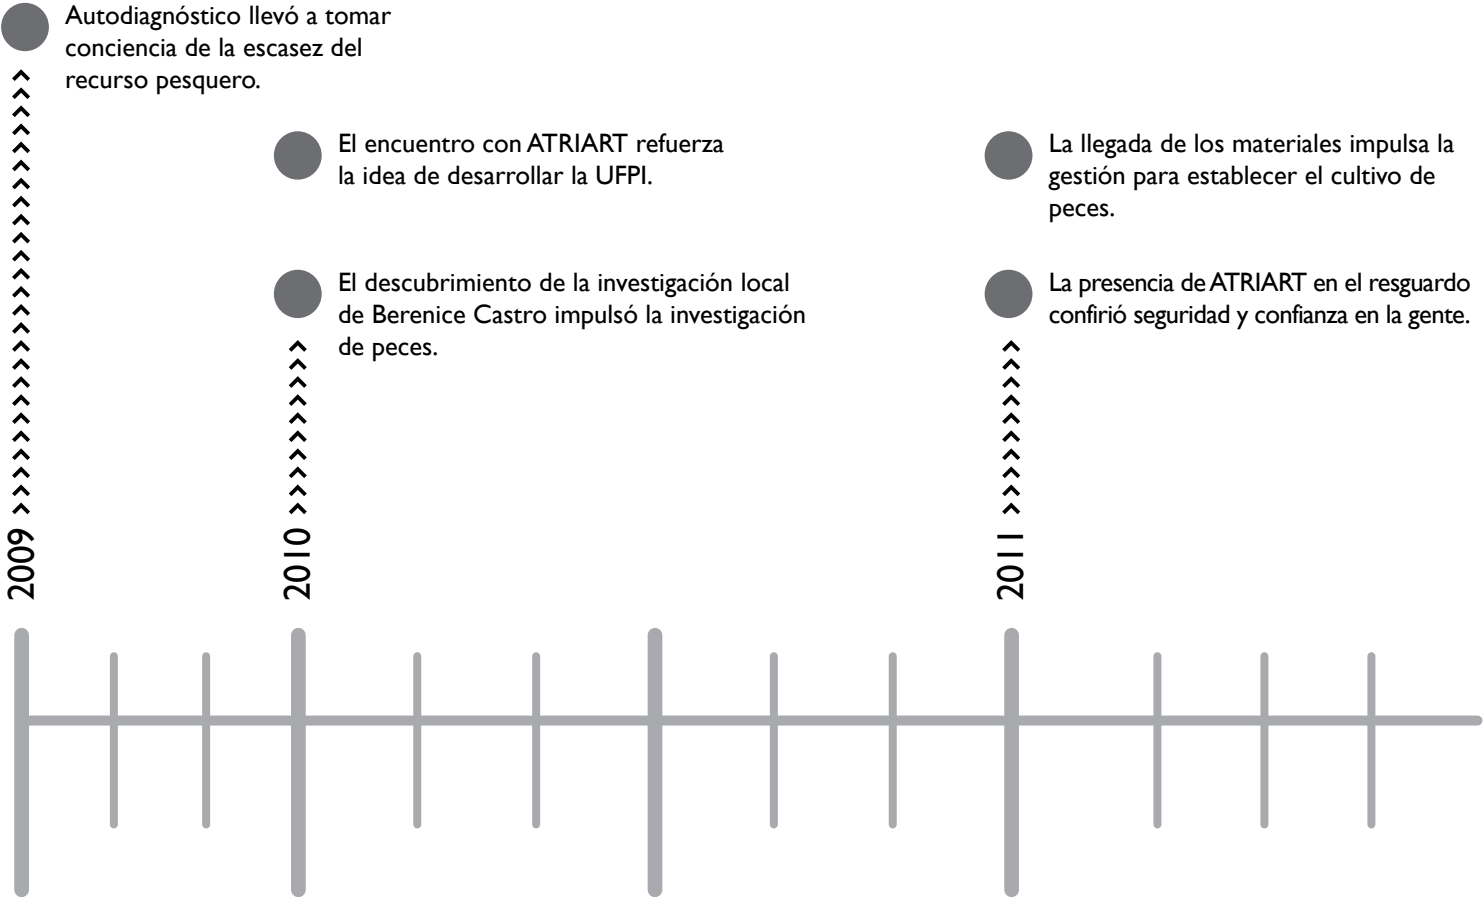 Autodiagnóstico llevó a tomar
conciencia de la escasez del
recurso pesquero.
El encuentro con ATRIART refuerza
la idea de desarrollar la UFPI.
El descubrimiento de la investigación local
de Berenice Castro impulsó la investigación
de peces.
La llegada de los materiales impulsa la
gestión para establecer el cultivo de
peces.
La presencia de ATRIART en el resguardo
confirió seguridad y confianza en la gente.
2009
2010
2011